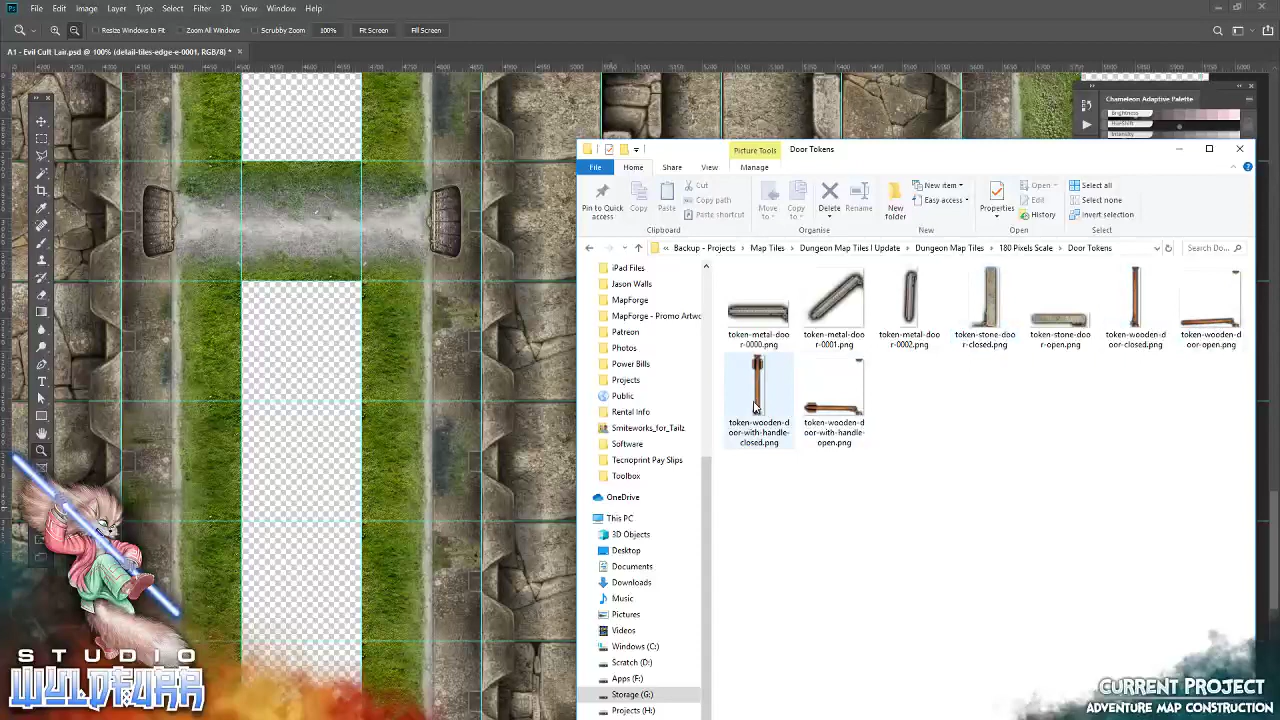 Ps File Edit Image Layer Type Select Filter 3D View Window Help
Resize Windows to Fit Zoom All Windows Scrubby Zoom 100% Fit Screen Fill Screen
A1 - Evil Cult Lair.psd @ 100% (detail-tiles-edge-e-0001, RGB/8) *
Chameleon Adaptive Palette
Brightness
Intensity
Picture Tools Door Tokens
File Home Share View Manage
Pin to Quick access
Copy
Paste
Cut
Copy path
Paste shortcut
Move to
Copy to
Delete
Rename
New folder
New item
Easy access
Properties
Open
Edit
History
Select all
Select none
Invert selection
Clipboard Organise New Open Select
Backup - Projects > Map Tiles > Dungeon Map Tiles I Update > Dungeon Map Tiles > 180 Pixels Scale > Door Tokens
Search Do...
iPad Files
Jason Walls
MapForge
MapForge - Promo Artwo
Patreon
Photos
Power Bills
Projects
Public
Rental Info
Smiteworks_for_Tailz
Software
Tecnoprint Pay Slips
Toolbox
OneDrive
This PC
3D Objects
Desktop
Documents
Downloads
Music
Pictures
Videos
Windows (C:)
Scratch (D:)
Apps (F:)
Storage (G:)
Projects (H:)
token-metal-door-0000.png
token-metal-door-0001.png
token-metal-door-0002.png
token-stone-door-closed.png
token-stone-door-open.png
token-wooden-door-closed.png
token-wooden-door-open.png
token-wooden-door-with-handle-closed.png
token-wooden-door-with-handle-open.png
STUDIO
WYLDFURR
CURRENT PROJECT
ADVENTURE MAP CONSTRUCTION